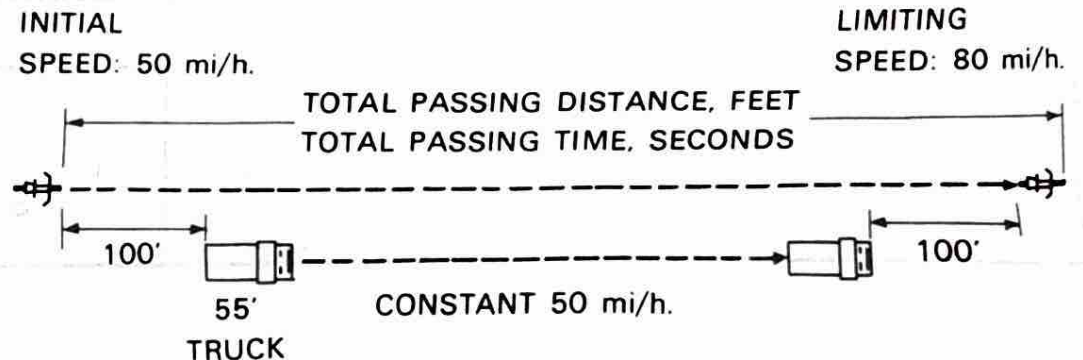 INITIAL
SPEED: 50 mi/h.
LIMITING
SPEED: 80 mi/h.
TOTAL PASSING DISTANCE, FEET
TOTAL PASSING TIME, SECONDS
100'
100'
55'
TRUCK
CONSTANT 50 mi/h.